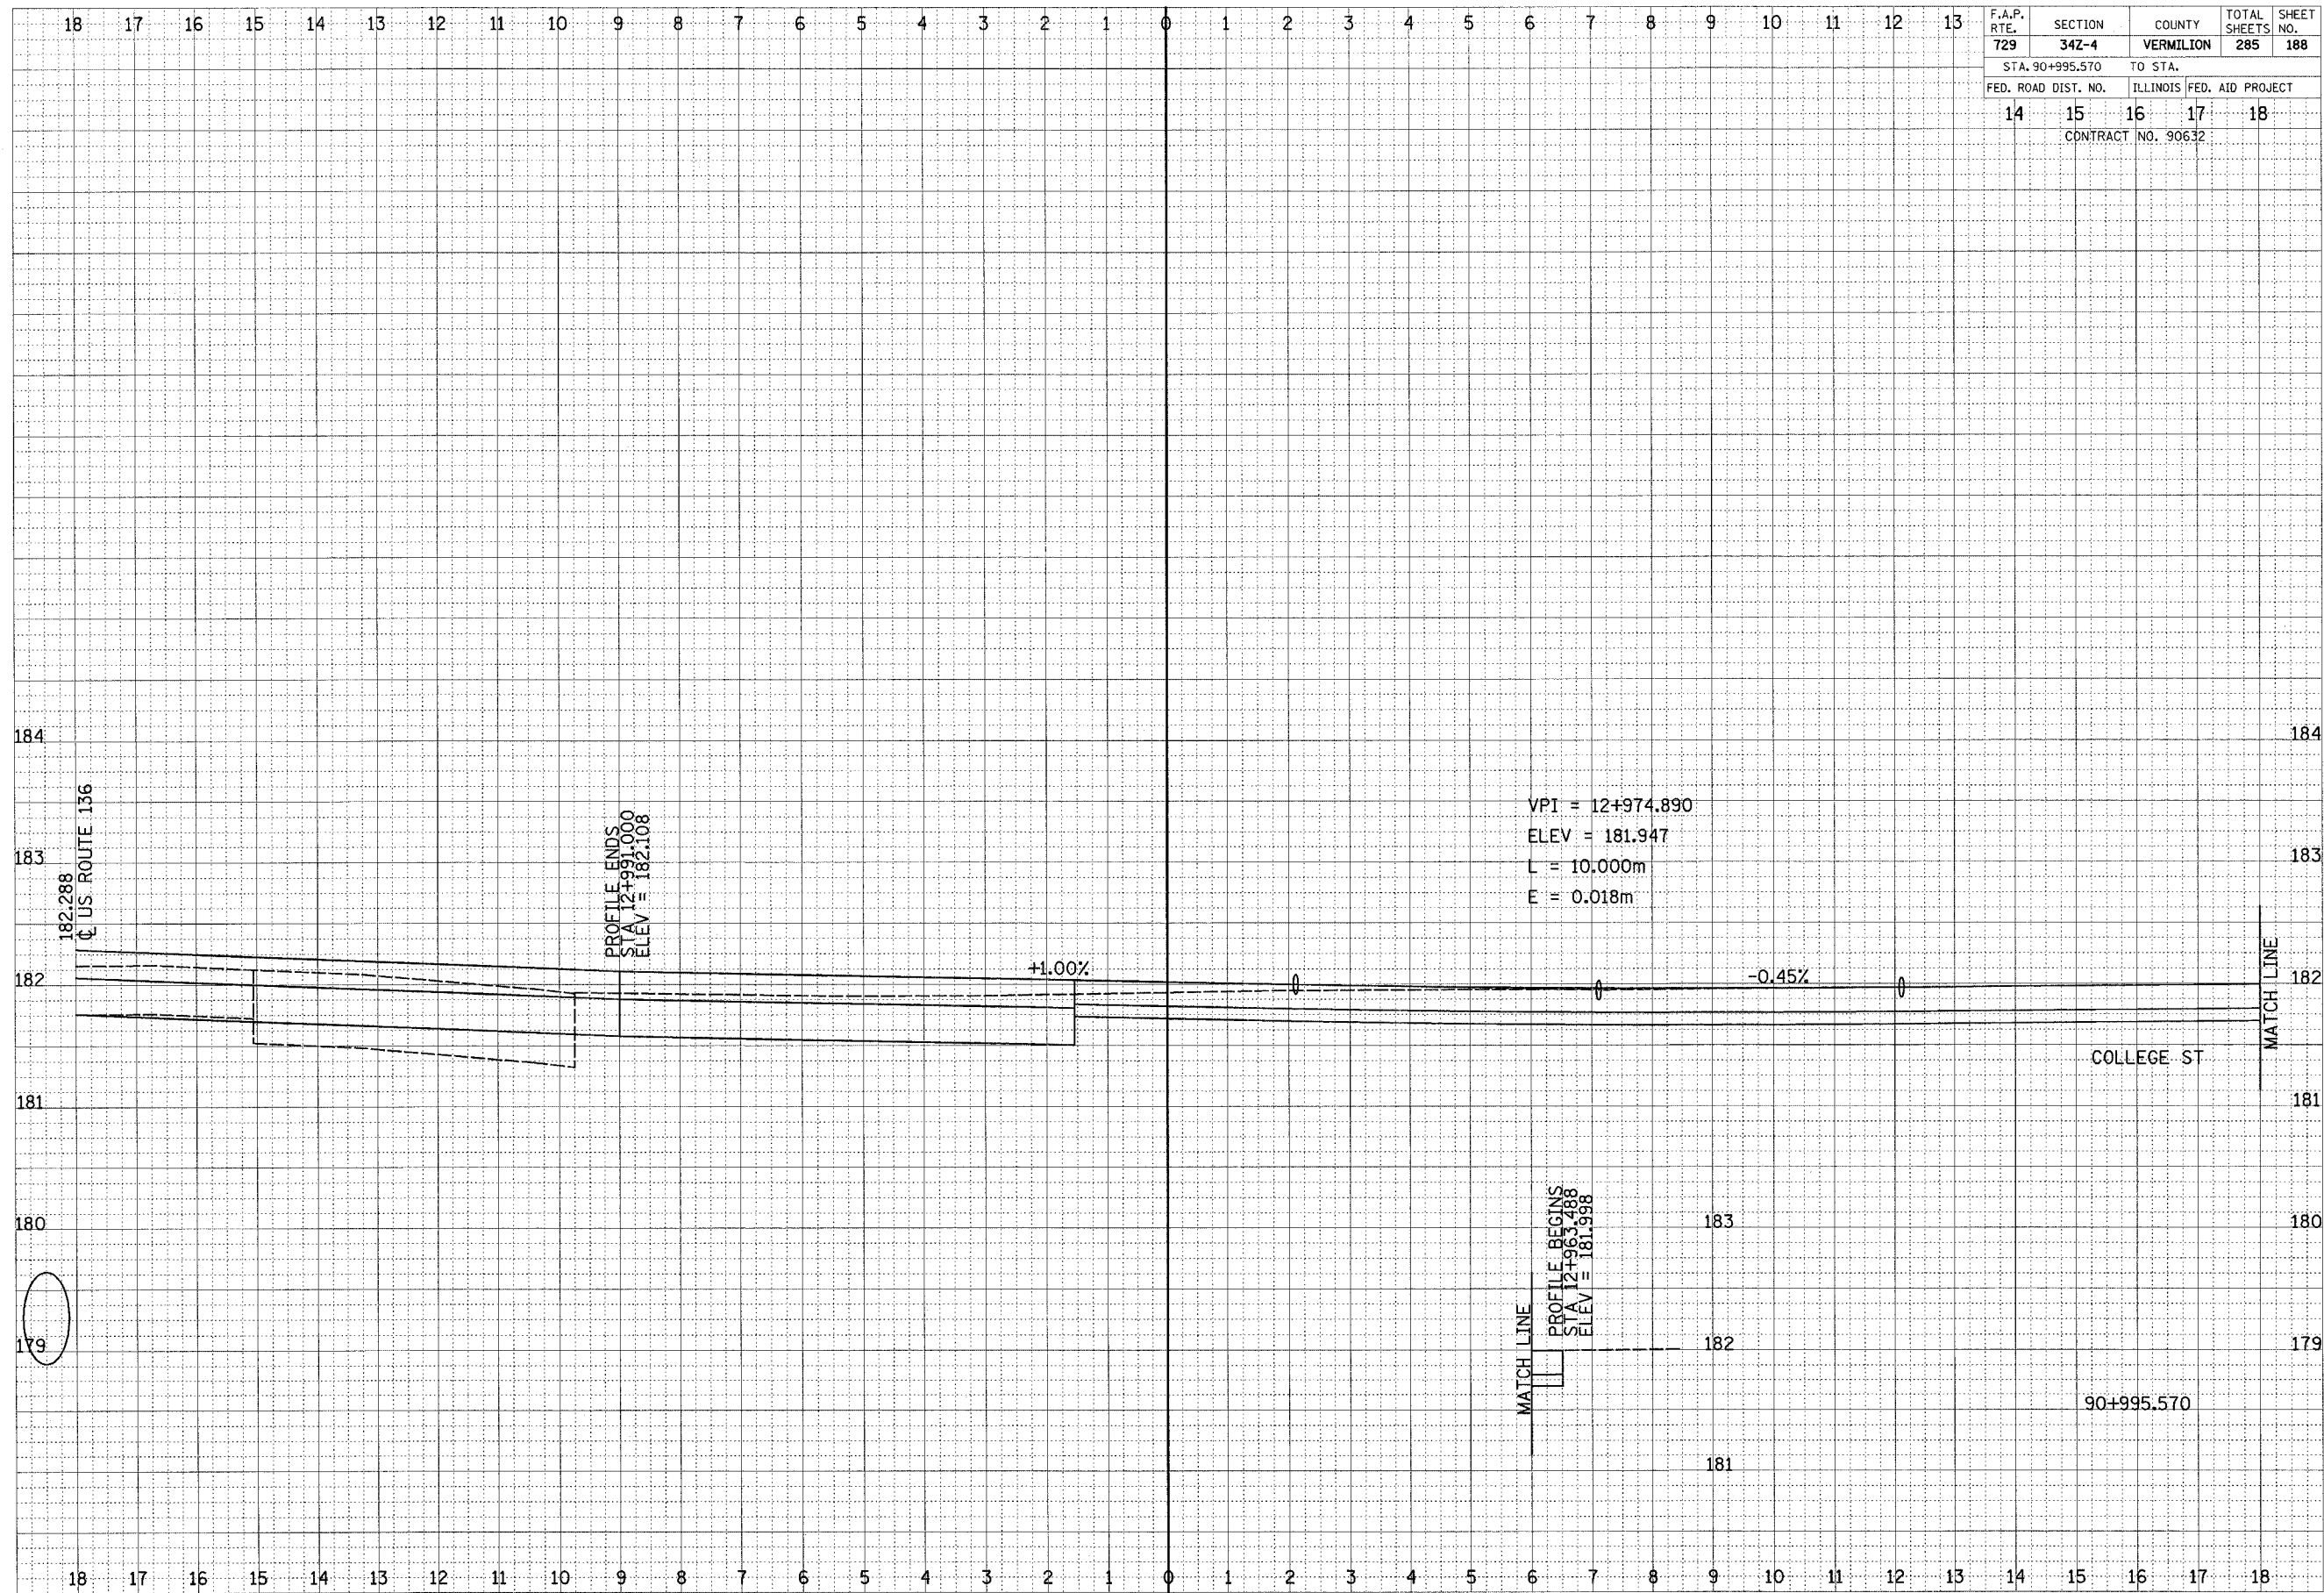 18 17 16 15 14 13 12 11 10 9 8 7 6 5 4 3 2 1 0 1 2 3 4 5 6 7 8 9 10 11 12 13
F.A.P. RTE. SECTION COUNTY TOTAL SHEETS SHEET NO.
729 34Z-4 VERMILION 285 188
STA. 90+995.570 TO STA.
FED. ROAD DIST. NO. ILLINOIS FED. AID PROJECT
14 15 16 17 18
CONTRACT NO. 90632
184 184
183 183
182.288
℄ US ROUTE 136
PROFILE ENDS
STA 12+991.000
ELEV = 182.108
VPI = 12+974.890
ELEV = 181.947
L = 10.000m
E = 0.018m
+1.00%
-0.45%
182 182
MATCH LINE
COLLEGE ST
181 181
180 180
MATCH LINE
PROFILE BEGINS
STA 12+963.488
ELEV = 181.998
183
182
181
179 179
90+995.570
18 17 16 15 14 13 12 11 10 9 8 7 6 5 4 3 2 1 0 1 2 3 4 5 6 7 8 9 10 11 12 13 14 15 16 17 18